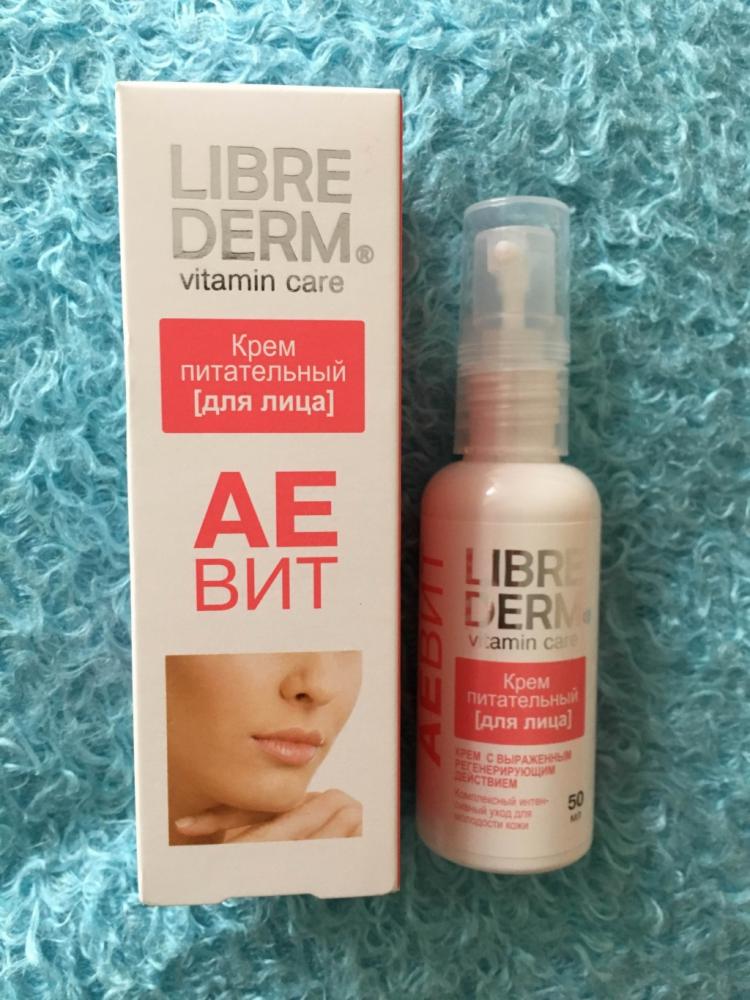 LIBRE
DERM®
vitamin care
Крем
питательный
[для лица]
АЕ
ВИТ
АЕВИТ
LIBRE
DERM®
vitamin care
Крем
питательный
[для лица]
КРЕМ С ВЫРАЖЕННЫМ
РЕГЕНЕРИРУЮЩИМ
ДЕЙСТВИЕМ
Комплексный интен-
сивный уход для
молодости кожи
50
мл